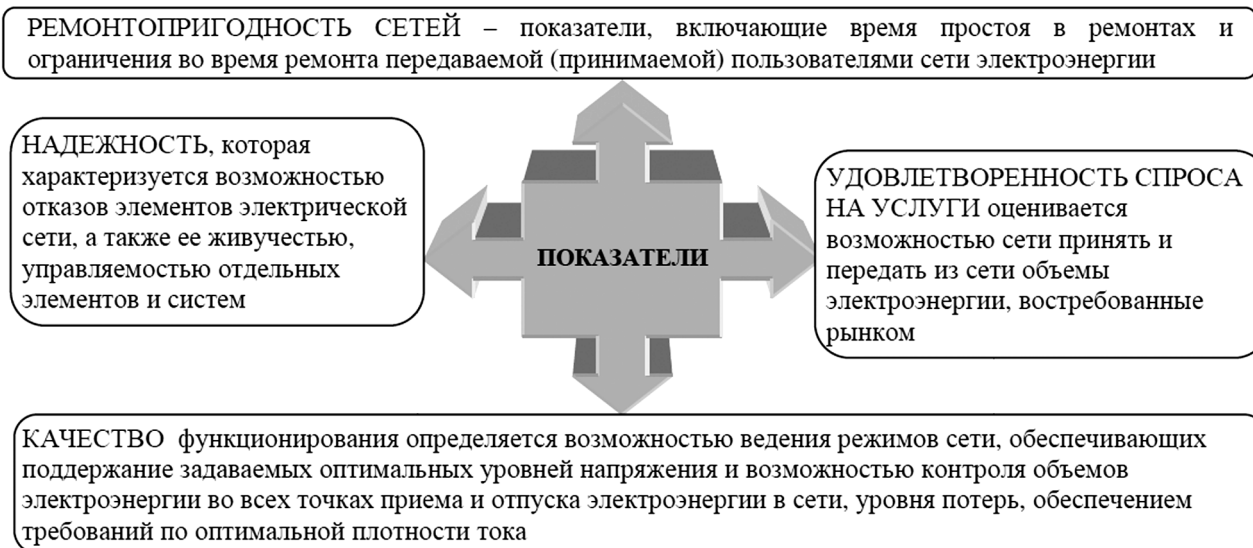 РЕМОНТОПРИГОДНОСТЬ СЕТЕЙ – показатели, включающие время простоя в ремонтах и
ограничения во время ремонта передаваемой (принимаемой) пользователями сети электроэнергии
НАДЕЖНОСТЬ, которая
характеризуется возможностью
отказов элементов электрической
сети, а также ее живучестью,
управляемостью отдельных
элементов и систем
ПОКАЗАТЕЛИ
УДОВЛЕТВОРЕННОСТЬ СПРОСА
НА УСЛУГИ оценивается
возможностью сети принять и
передать из сети объемы
электроэнергии, востребованные
рынком
КАЧЕСТВО функционирования определяется возможностью ведения режимов сети, обеспечивающих
поддержание задаваемых оптимальных уровней напряжения и возможностью контроля объемов
электроэнергии во всех точках приема и отпуска электроэнергии в сети, уровня потерь, обеспечением
требований по оптимальной плотности тока